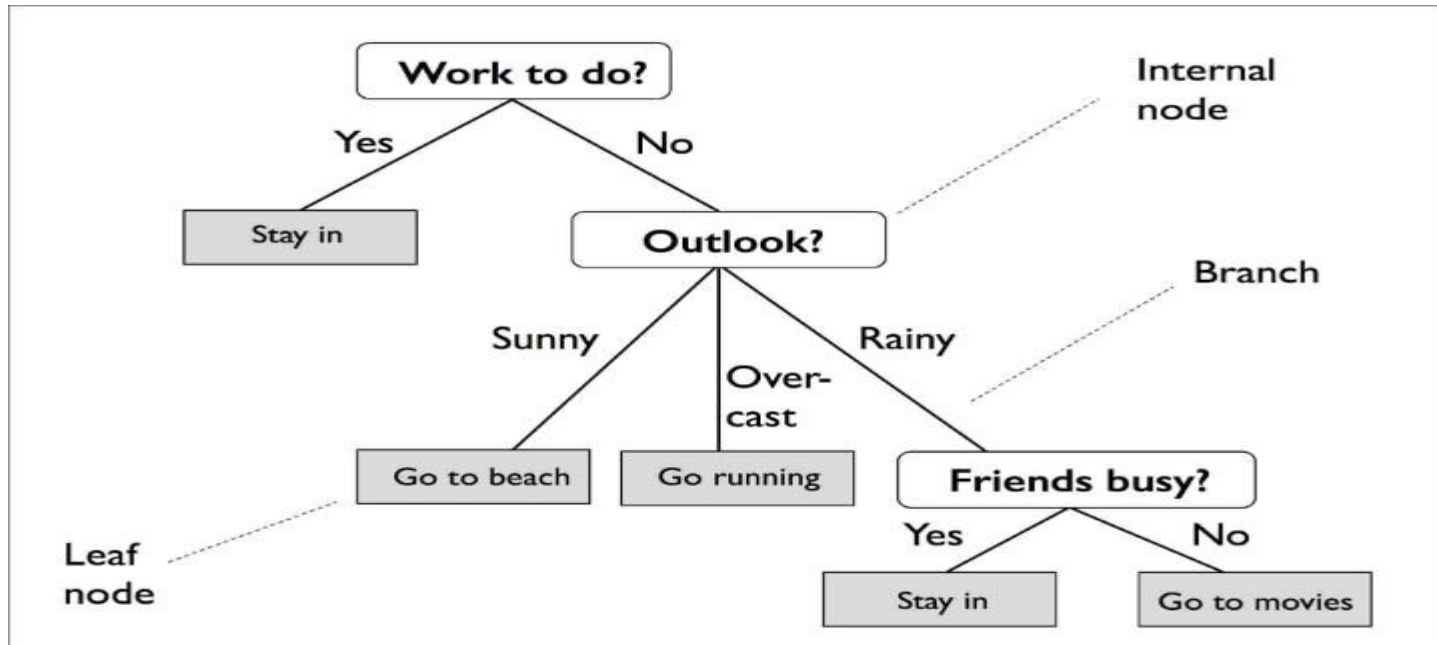 Work to do?
Internal
node
Yes
No
Stay in
Outlook?
Branch
Sunny
Rainy
Over-
cast
Go to beach
Go running
Friends busy?
Yes
No
Leaf
node
Stay in
Go to movies